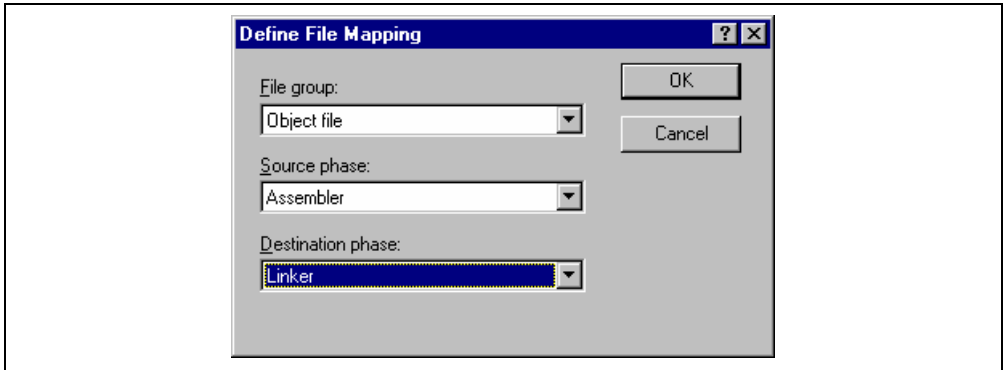 Define File Mapping
File group:
Object file
OK
Cancel
Source phase:
Assembler
Destination phase:
Linker